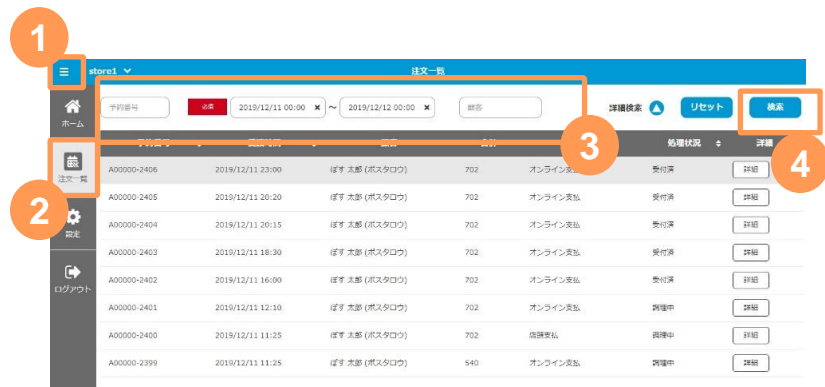 1
≡ store1 注文一覧
ホーム 予約番号 必須 2019/12/11 00:00 × ~ 2019/12/12 00:00 × 顧客 詳細検索 リセット 検索
3
処理状況 詳細
4
注文一覧
A00000-2406 2019/12/11 23:00 ぽす 太郎 (ポスタロウ) 702 オンライン支払 受付済 詳細
2
A00000-2405 2019/12/11 20:20 ぽす 太郎 (ポスタロウ) 702 オンライン支払 受付済 詳細
設定
A00000-2404 2019/12/11 20:15 ぽす 太郎 (ポスタロウ) 702 オンライン支払 受付済 詳細
A00000-2403 2019/12/11 18:30 ぽす 太郎 (ポスタロウ) 702 オンライン支払 受付済 詳細
ログアウト
A00000-2402 2019/12/11 16:00 ぽす 太郎 (ポスタロウ) 702 オンライン支払 受付済 詳細
A00000-2401 2019/12/11 12:10 ぽす 太郎 (ポスタロウ) 702 オンライン支払 調理中 詳細
A00000-2400 2019/12/11 11:25 ぽす 太郎 (ポスタロウ) 702 店頭支払 調理中 詳細
A00000-2399 2019/12/11 11:25 ぽす 太郎 (ポスタロウ) 540 オンライン支払 調理中 詳細